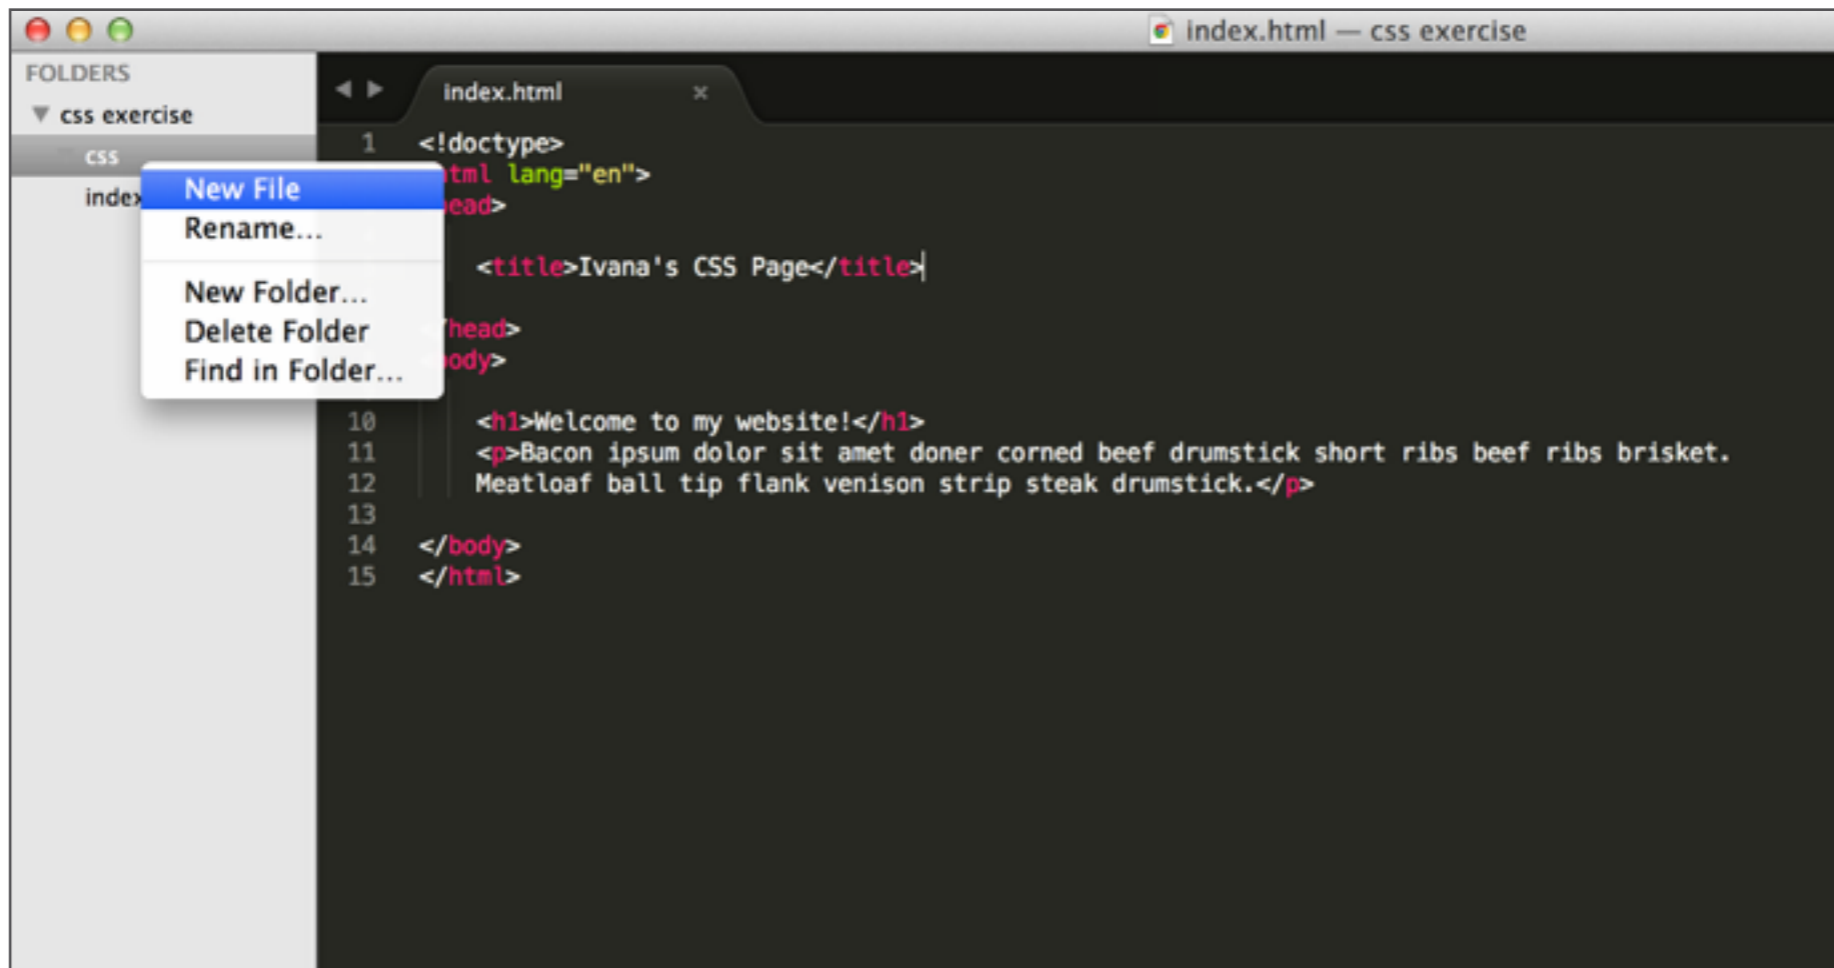 index.html — css exercise
FOLDERS
css exercise
css
index
New File
Rename...
New Folder...
Delete Folder
Find in Folder...
index.html ×
1 <!doctype>
tml lang="en">
ead>
<title>Ivana's CSS Page</title>
/head>
ody>
10 <h1>Welcome to my website!</h1>
11 <p>Bacon ipsum dolor sit amet doner corned beef drumstick short ribs beef ribs brisket.
12 Meatloaf ball tip flank venison strip steak drumstick.</p>
13
14 </body>
15 </html>